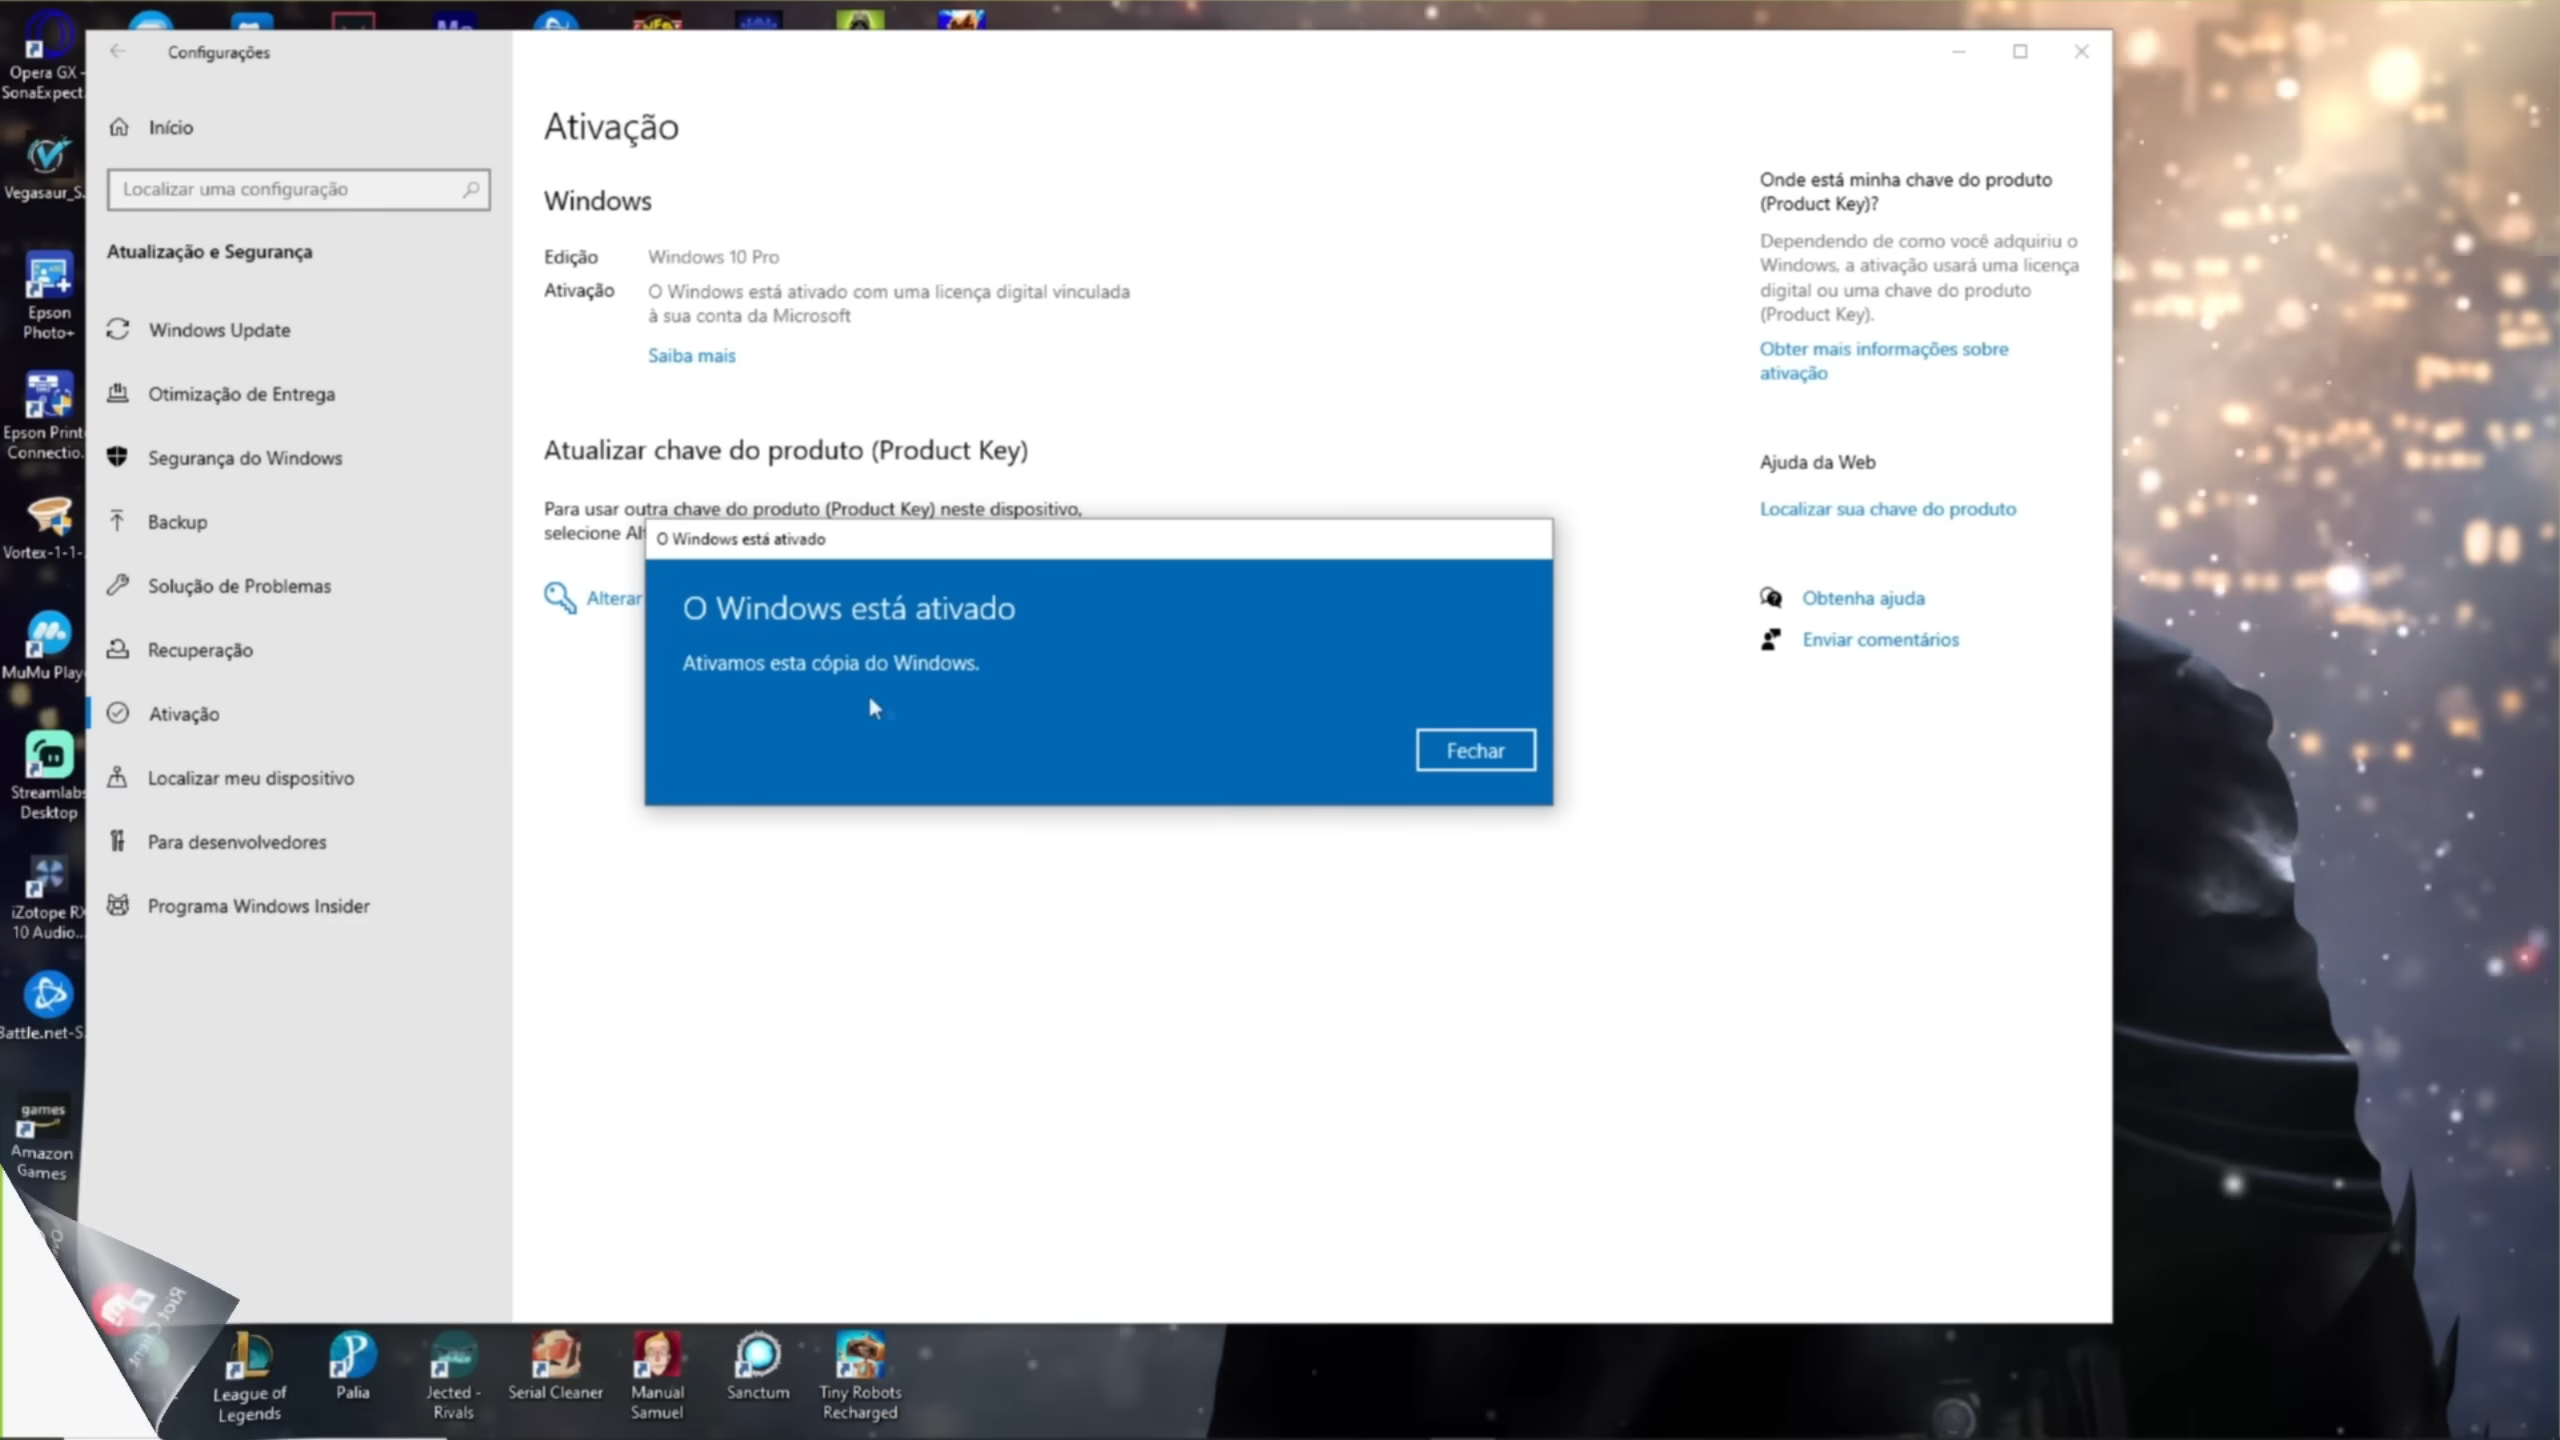 Opera GX -
SonaExpect.
Vegasaur_S.
Epson
Photo+
Epson Print
Connectio.
Vortex-1-1-.
MuMu Play
Streamlabs
Desktop
iZotope RX
10 Audio...
Battle.net-S.
games
Amazon
Games
Configurações
Início
Localizar uma configuração
Atualização e Segurança
Windows Update
Otimização de Entrega
Segurança do Windows
Backup
Solução de Problemas
Recuperação
Ativação
Localizar meu dispositivo
Para desenvolvedores
Programa Windows Insider
Ativação
Windows
Edição Windows 10 Pro
Ativação O Windows está ativado com uma licença digital vinculada
à sua conta da Microsoft
Saiba mais
Atualizar chave do produto (Product Key)
Para usar outra chave do produto (Product Key) neste dispositivo,
selecione Al
Alterar
O Windows está ativado
O Windows está ativado
Ativamos esta cópia do Windows.
Fechar
Onde está minha chave do produto
(Product Key)?
Dependendo de como você adquiriu o
Windows, a ativação usará uma licença
digital ou uma chave do produto
(Product Key).
Obter mais informações sobre
ativação
Ajuda da Web
Localizar sua chave do produto
Obtenha ajuda
Enviar comentários
Riot Client
League of
Legends
Palia
Jected -
Rivals
Serial Cleaner
Manual
Samuel
Sanctum
Tiny Robots
Recharged